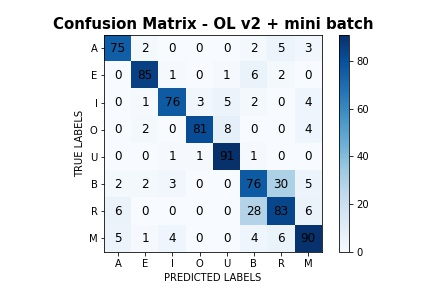 Confusion Matrix - OL v2 + mini batch
A 75 2 0 0 0 2 5 3
E 0 85 1 0 1 6 2 0
I 0 1 76 3 5 2 0 4
O 0 2 0 81 8 0 0 4
U 0 0 1 1 91 1 0 0
B 2 2 3 0 0 76 30 5
R 6 0 0 0 0 28 83 6
M 5 1 4 0 0 4 6 90
A E I O U B R M
PREDICTED LABELS
TRUE LABELS
80
60
40
20
0